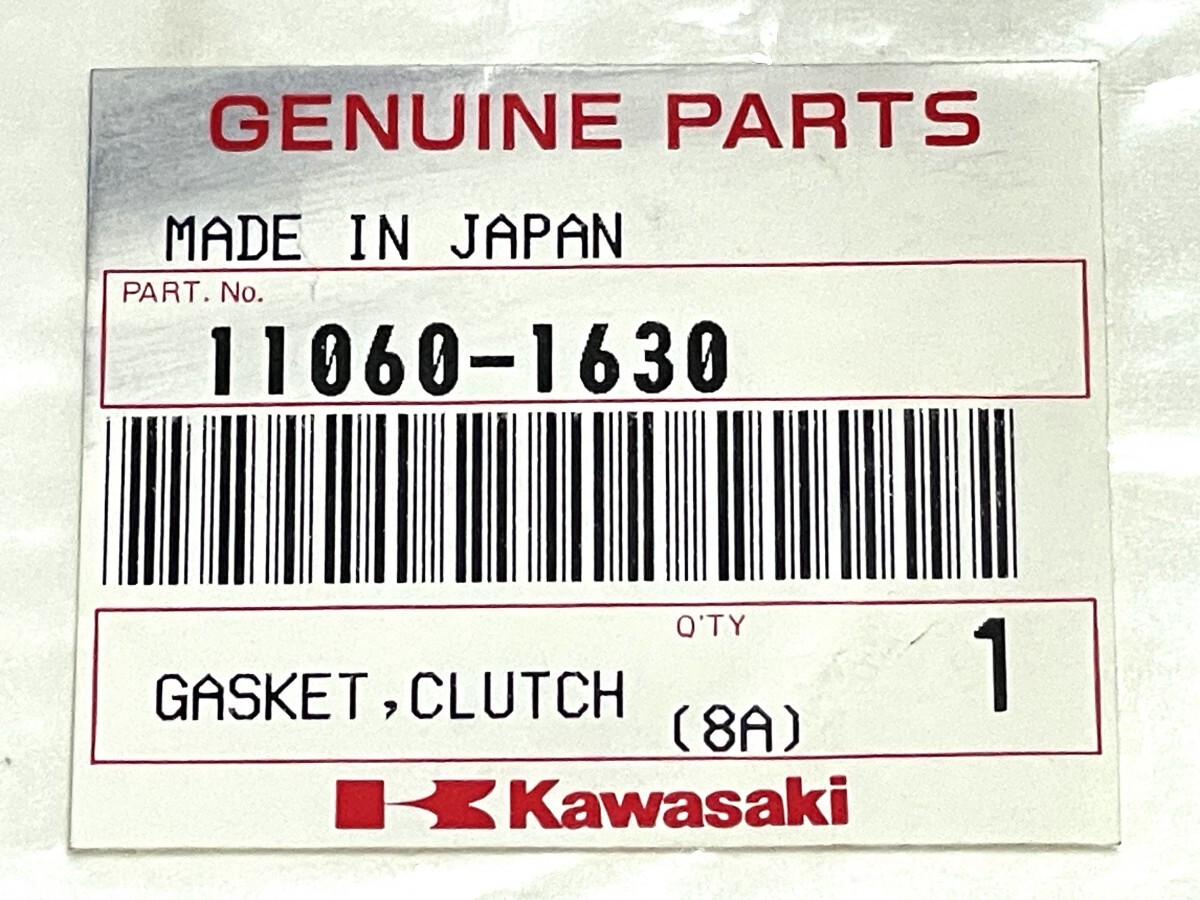 GENUINE PARTS
MADE IN JAPAN
PART. No.
11060-1630
Q'TY
1
GASKET,CLUTCH
(8A)
Kawasaki